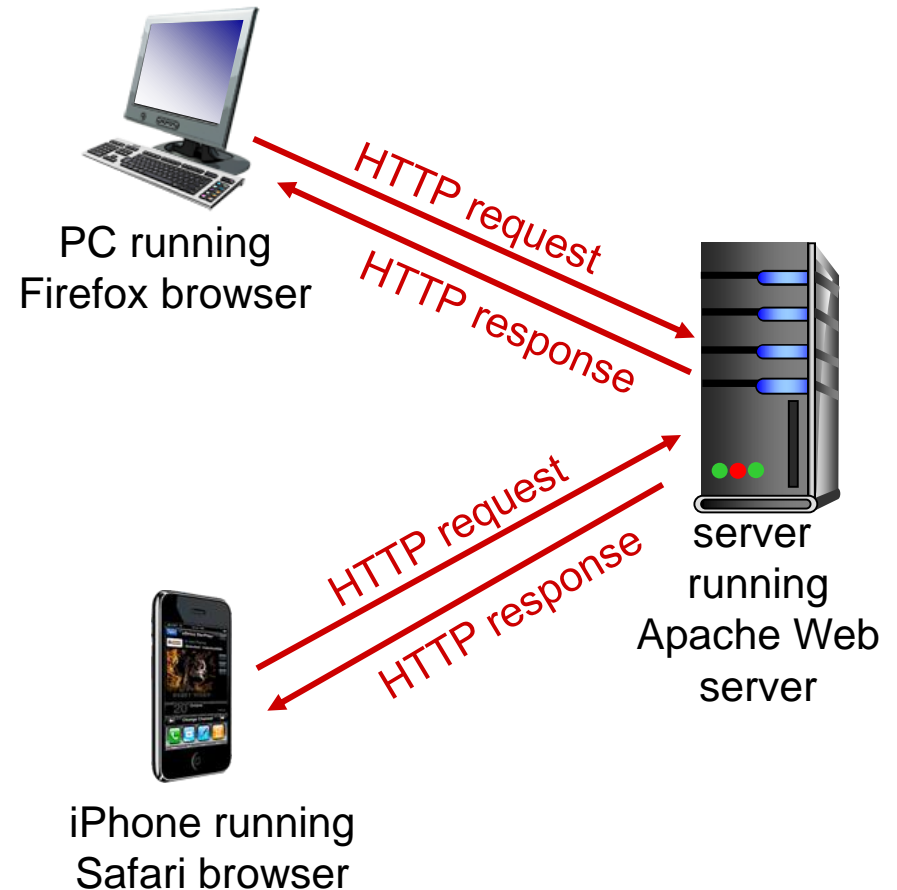 HTTP request
HTTP response
PC running
Firefox browser
HTTP request
HTTP response
server
running
Apache Web
server
iPhone running
Safari browser